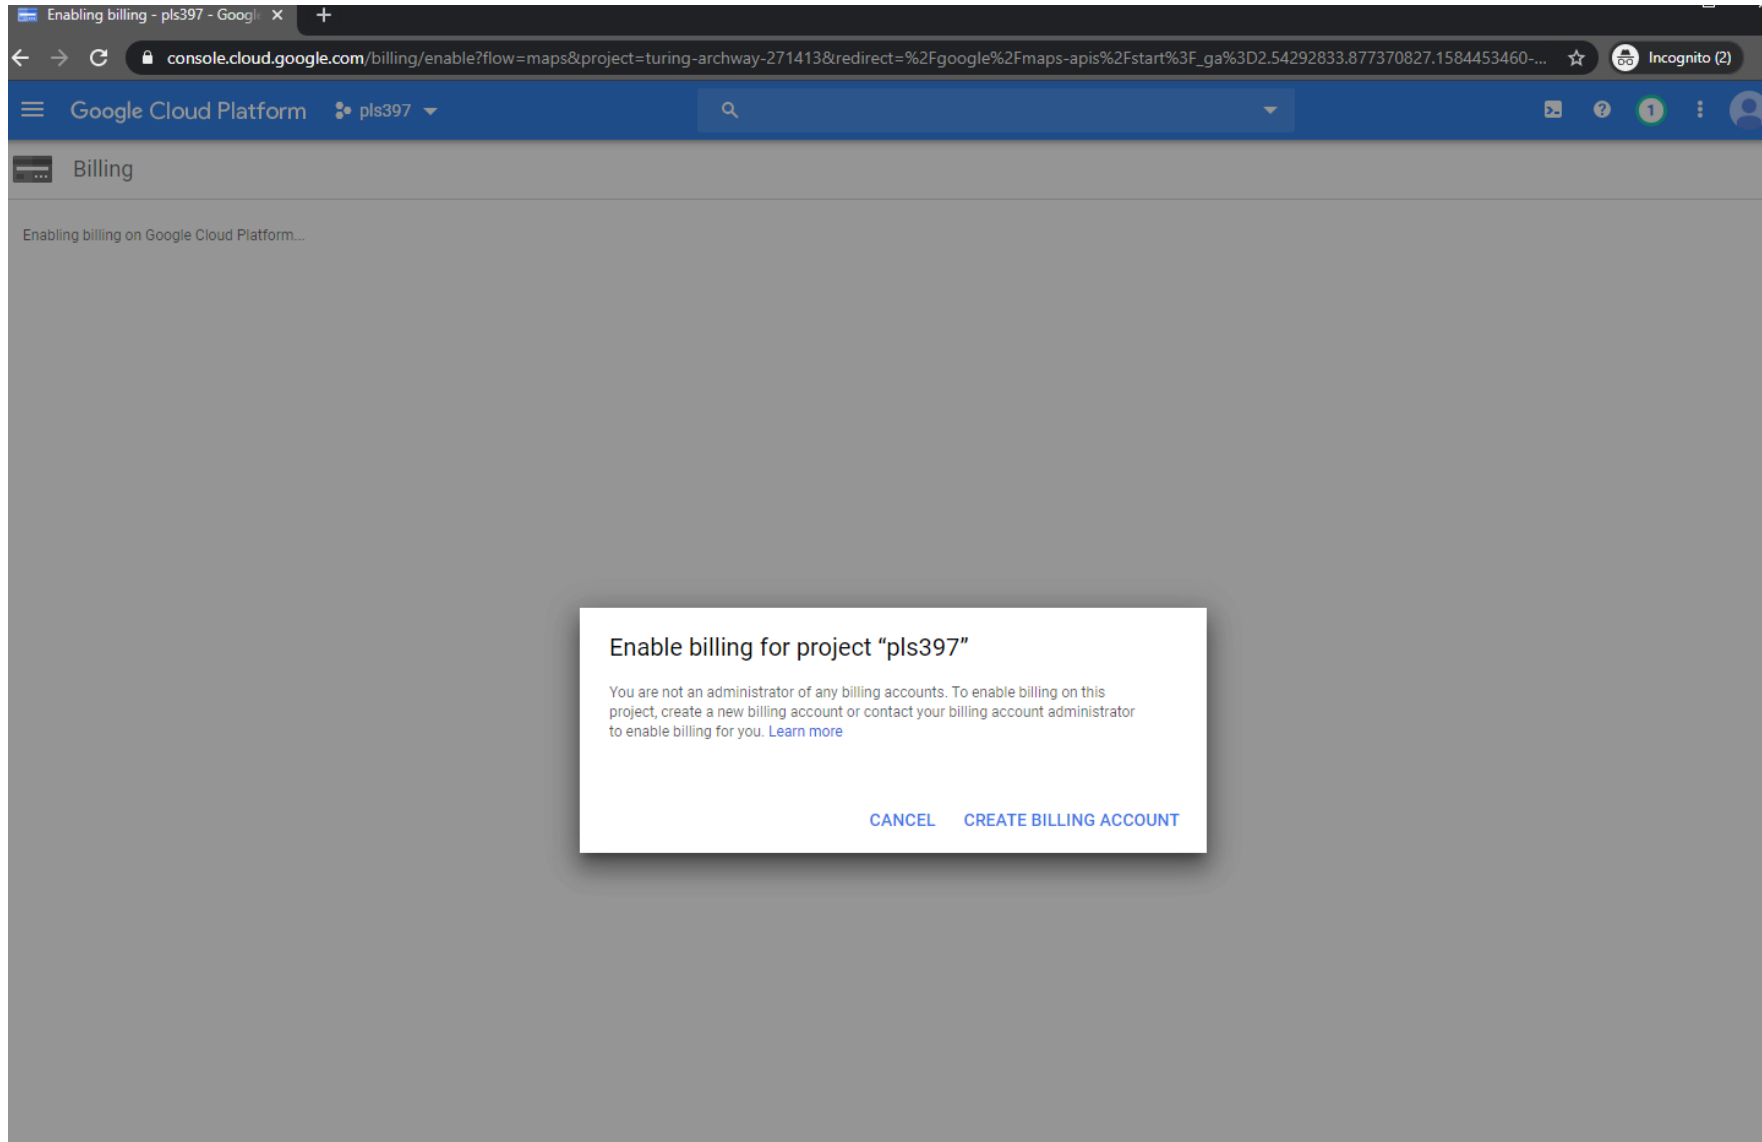 Enabling billing - pls397 - Googl
console.cloud.google.com/billing/enable?flow=maps&project=turing-archway-271413&redirect=%2Fgoogle%2Fmaps-apis%2Fstart%3F_ga%3D2.54292833.877370827.1584453460-...
Incognito (2)
Google Cloud Platform
pls397
1
Billing
Enabling billing on Google Cloud Platform...
Enable billing for project “pls397”
You are not an administrator of any billing accounts. To enable billing on this
project, create a new billing account or contact your billing account administrator
to enable billing for you. Learn more
CANCEL
CREATE BILLING ACCOUNT